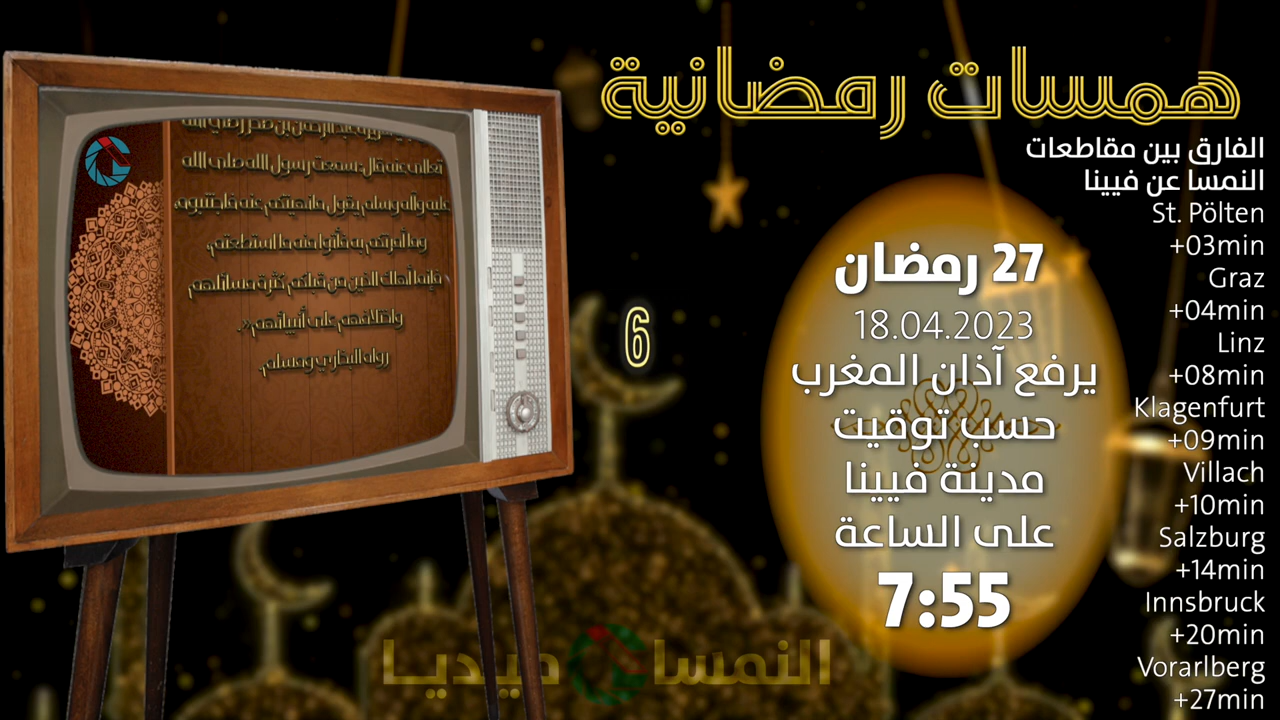 همسات رمضانية
الفارق بين مقاطعات
النمسا عن فيينا
St. Pölten
+03min
Graz
+04min
Linz
+08min
Klagenfurt
+09min
Villach
+10min
Salzburg
+14min
Innsbruck
+20min
Vorarlberg
+27min
27 رمضان
18.04.2023
يرفع آذان المغرب
حسب توقيت
مدينة فيينا
على الساعة
7:55
6
تعالى عنه قال: سمعت رسول الله صلى الله
عليه وآله وسلم يقول ما نهيتكم عنه فاجتنبوه،
وما أمرتكم به فأتوا منه ما استطعتم،
فإنما أهلك الذين من قبلكم كثرة مسائلهم
واختلافهم على أنبيائهم».
رواه البخاري ومسلم.
النمسا ميديا